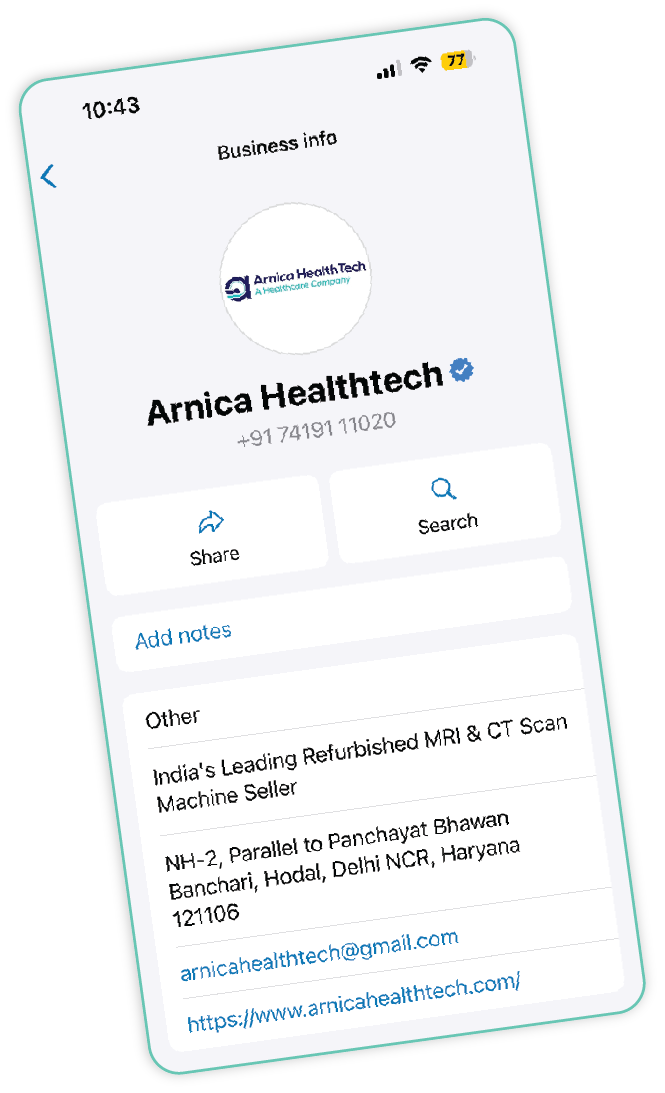 10:43
77
Business info
Arnica HealthTech
A Healthcare Company
Arnica Healthtech
+91 74191 11020
Share
Search
Add notes
Other
India's Leading Refurbished MRI & CT Scan
Machine Seller
NH-2, Parallel to Panchayat Bhawan
Banchari, Hodal, Delhi NCR, Haryana
121106
arnicahealthtech@gmail.com
https://www.arnicahealthtech.com/